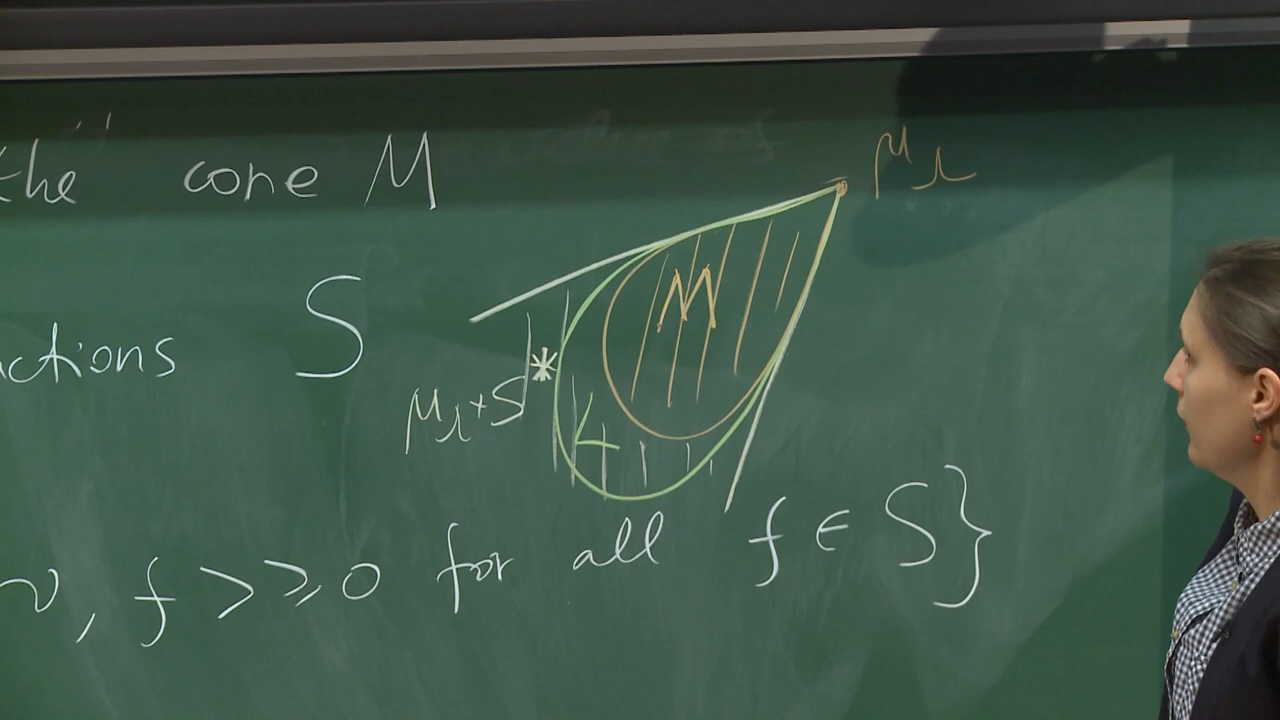 the cone M
μ_λ
M
ctions S
μ_λ+S*
K
ν, f > ≥ 0 for all f ∈ S}